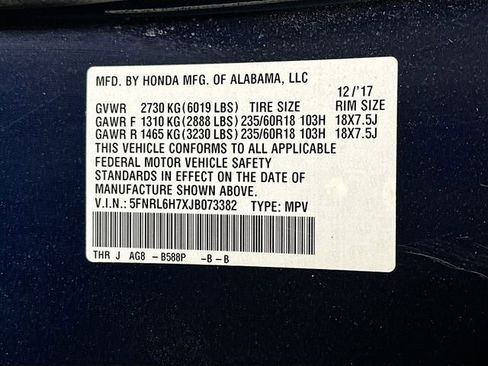 MFD. BY HONDA MFG. OF ALABAMA, LLC
12/'17
GVWR 2730 KG (6019 LBS) TIRE SIZE RIM SIZE
GAWR F 1310 KG (2888 LBS) 235/60R18 103H 18X7.5J
GAWR R 1465 KG (3230 LBS) 235/60R18 103H 18X7.5J
THIS VEHICLE CONFORMS TO ALL APPLICABLE
FEDERAL MOTOR VEHICLE SAFETY
STANDARDS IN EFFECT ON THE DATE OF
MANUFACTURE SHOWN ABOVE.
V.I.N.: 5FNRL6H7XJB073382 TYPE: MPV
THR J AG8 -B588P -B-B